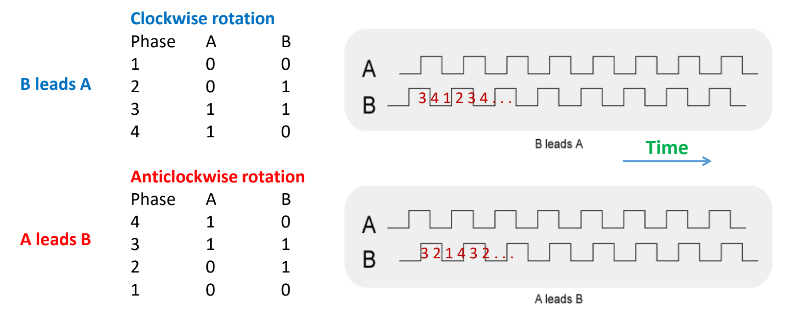 Clockwise rotation
Phase A B
B leads A
1 0 0
2 0 1
3 1 1
4 1 0
A
B
3 4 1 2 3 4 . . .
B leads A
Time
Anticlockwise rotation
Phase A B
A leads B
4 1 0
3 1 1
2 0 1
1 0 0
A
B
3 2 1 4 3 2 . . .
A leads B